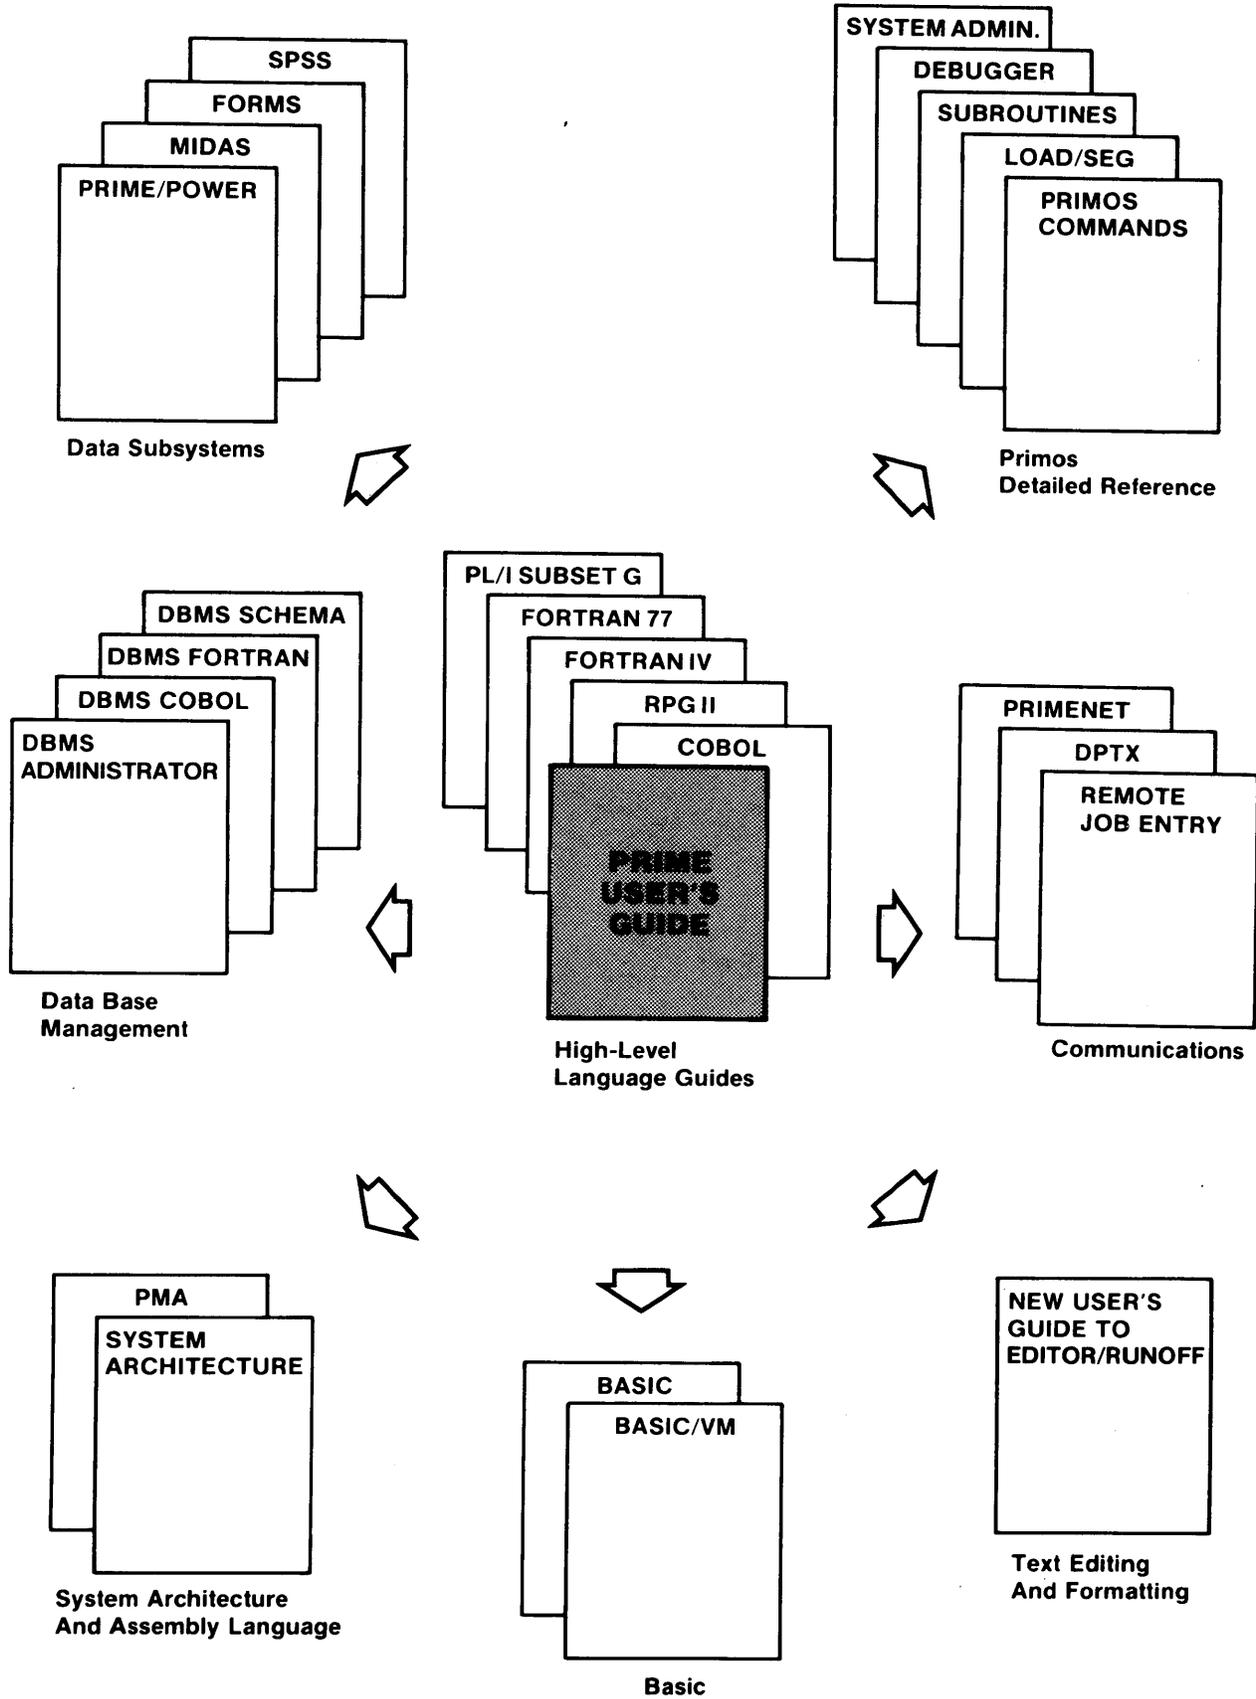 SPSS
FORMS
MIDAS
PRIME/POWER
Data Subsystems
SYSTEM ADMIN.
DEBUGGER
SUBROUTINES
LOAD/SEG
PRIMOS
COMMANDS
Primos
Detailed Reference
DBMS SCHEMA
DBMS FORTRAN
DBMS COBOL
DBMS
ADMINISTRATOR
Data Base
Management
PL/I SUBSET G
FORTRAN 77
FORTRAN IV
RPG II
COBOL
PRIME
USER'S
GUIDE
High-Level
Language Guides
PRIMENET
DPTX
REMOTE
JOB ENTRY
Communications
PMA
SYSTEM
ARCHITECTURE
System Architecture
And Assembly Language
BASIC
BASIC/VM
Basic
NEW USER'S
GUIDE TO
EDITOR/RUNOFF
Text Editing
And Formatting